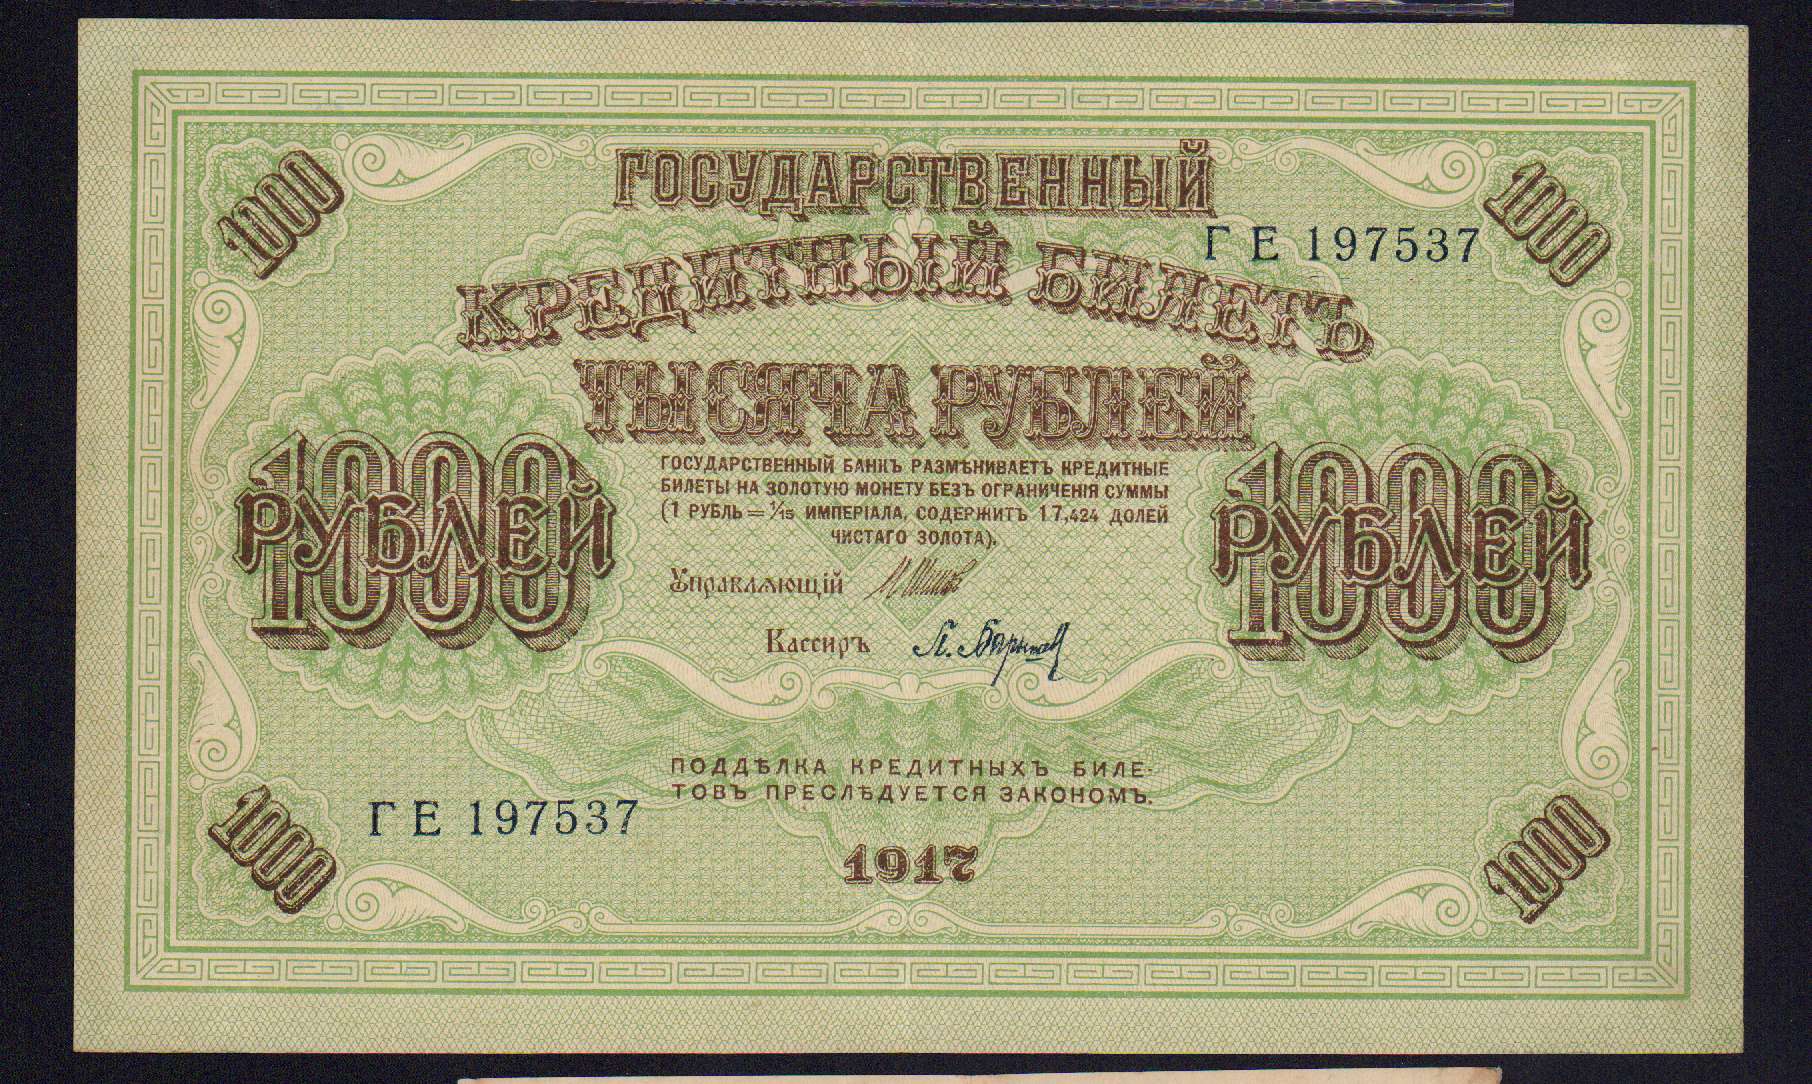 1000
ГОСУДАРСТВЕННЫЙ
1000
ГЕ 197537
КРЕДИТНЫЙ БИЛЕТЪ
ТЫСЯЧА РУБЛЕЙ
1000 РУБЛЕЙ
ГОСУДАРСТВЕННЫЙ БАНКЪ РАЗМѢНИВАЕТЪ КРЕДИТНЫЕ
БИЛЕТЫ НА ЗОЛОТУЮ МОНЕТУ БЕЗЪ ОГРАНИЧЕНІЯ СУММЫ
(1 РУБЛЬ = 1/15 ИМПЕРІАЛА, СОДЕРЖИТЪ 17,424 ДОЛЕЙ
ЧИСТАГО ЗОЛОТА).
1000 РУБЛЕЙ
Управляющій
Кассиръ
ПОДДѢЛКА КРЕДИТНЫХЪ БИЛЕ-
ТОВЪ ПРЕСЛѢДУЕТСЯ ЗАКОНОМЪ.
1000
ГЕ 197537
1917
1000